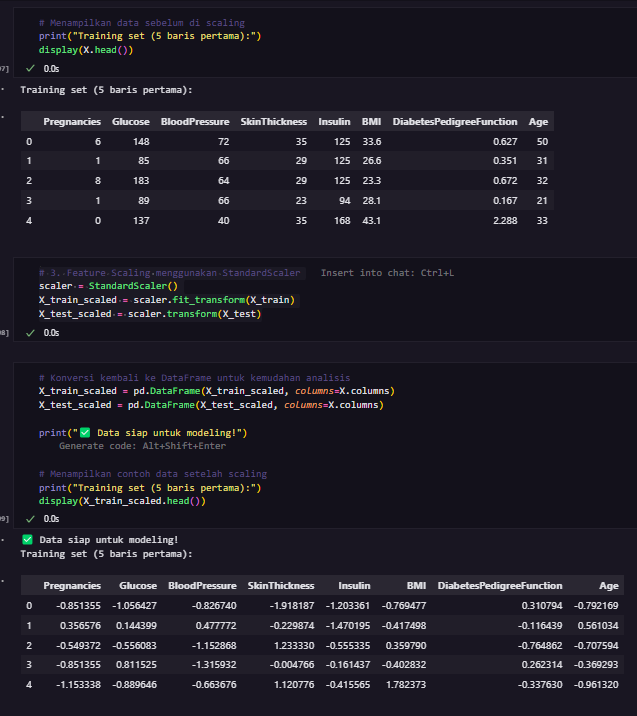 # Menampilkan data sebelum di scaling
print("Training set (5 baris pertama):")
display(X.head())
0.0s
Training set (5 baris pertama):
Pregnancies Glucose BloodPressure SkinThickness Insulin BMI DiabetesPedigreeFunction Age
0 6 148 72 35 125 33.6 0.627 50
1 1 85 66 29 125 26.6 0.351 31
2 8 183 64 29 125 23.3 0.672 32
3 1 89 66 23 94 28.1 0.167 21
4 0 137 40 35 168 43.1 2.288 33
# 3. Feature Scaling menggunakan StandardScaler Insert into chat: Ctrl+L
scaler = StandardScaler()
X_train_scaled = scaler.fit_transform(X_train)
X_test_scaled = scaler.transform(X_test)
0.0s
# Konversi kembali ke DataFrame untuk kemudahan analisis
X_train_scaled = pd.DataFrame(X_train_scaled, columns=X.columns)
X_test_scaled = pd.DataFrame(X_test_scaled, columns=X.columns)
print("✅ Data siap untuk modeling!")
Generate code: Alt+Shift+Enter
# Menampilkan contoh data setelah scaling
print("Training set (5 baris pertama):")
display(X_train_scaled.head())
0.0s
✅ Data siap untuk modeling!
Training set (5 baris pertama):
Pregnancies Glucose BloodPressure SkinThickness Insulin BMI DiabetesPedigreeFunction Age
0 -0.851355 -1.056427 -0.826740 -1.918187 -1.203361 -0.769477 0.310794 -0.792169
1 0.356576 0.144399 0.477772 -0.229874 -1.470195 -0.417498 -0.116439 0.561034
2 -0.549372 -0.556083 -1.152868 1.233330 -0.555335 0.359790 -0.764862 -0.707594
3 -0.851355 0.811525 -1.315932 -0.004766 -0.161437 -0.402832 0.262314 -0.369293
4 -1.153338 -0.889646 -0.663676 1.120776 -0.415565 1.782373 -0.337630 -0.961320